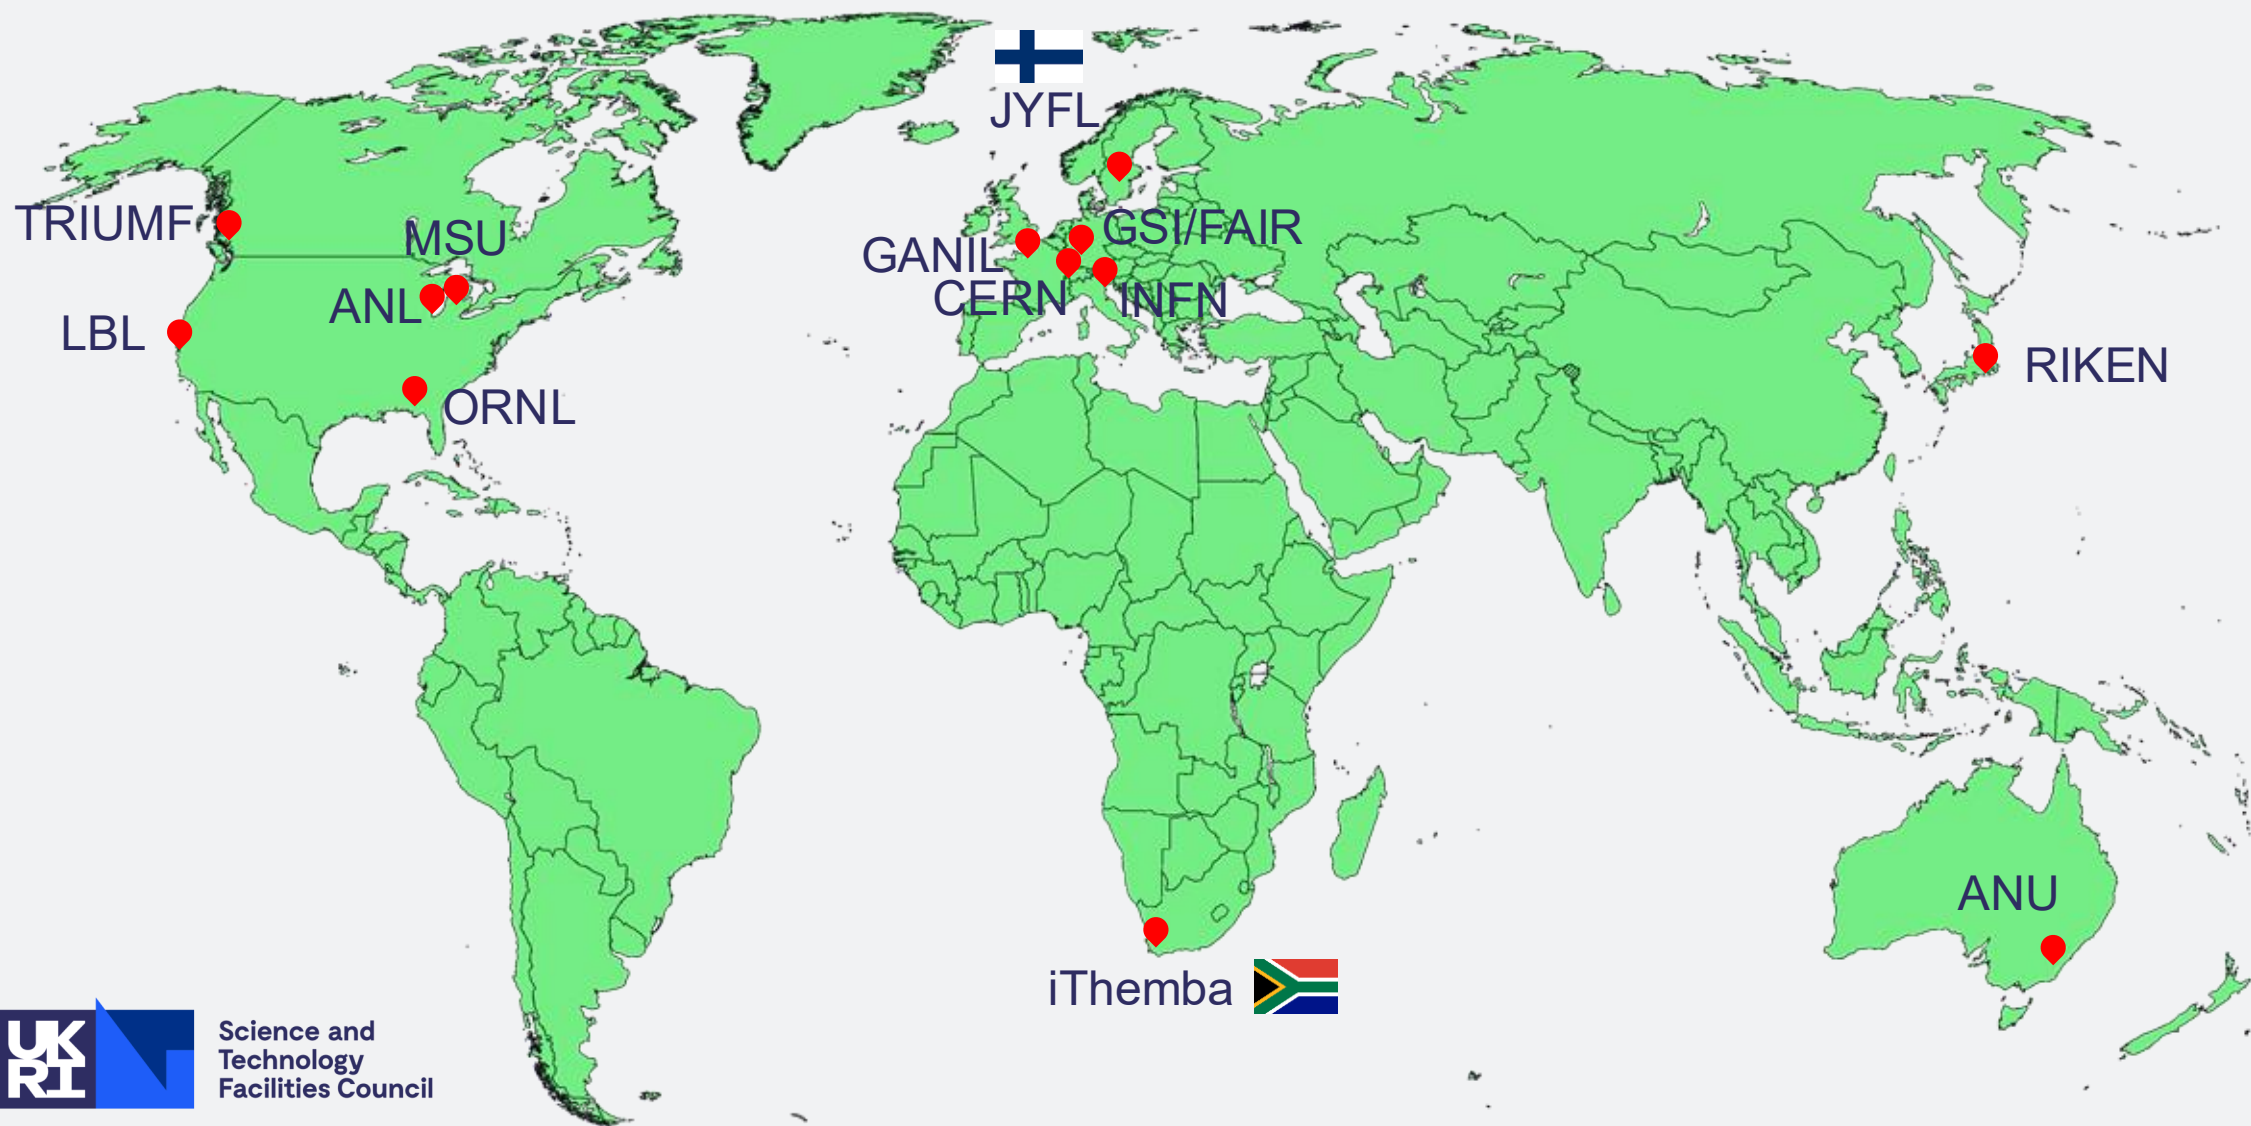 JYFL
TRIUMF
MSU
GSI/FAIR
GANIL
CERN
INFN
ANL
LBL
ORNL
RIKEN
ANU
iThemba
UK
RI
Science and
Technology
Facilities Council